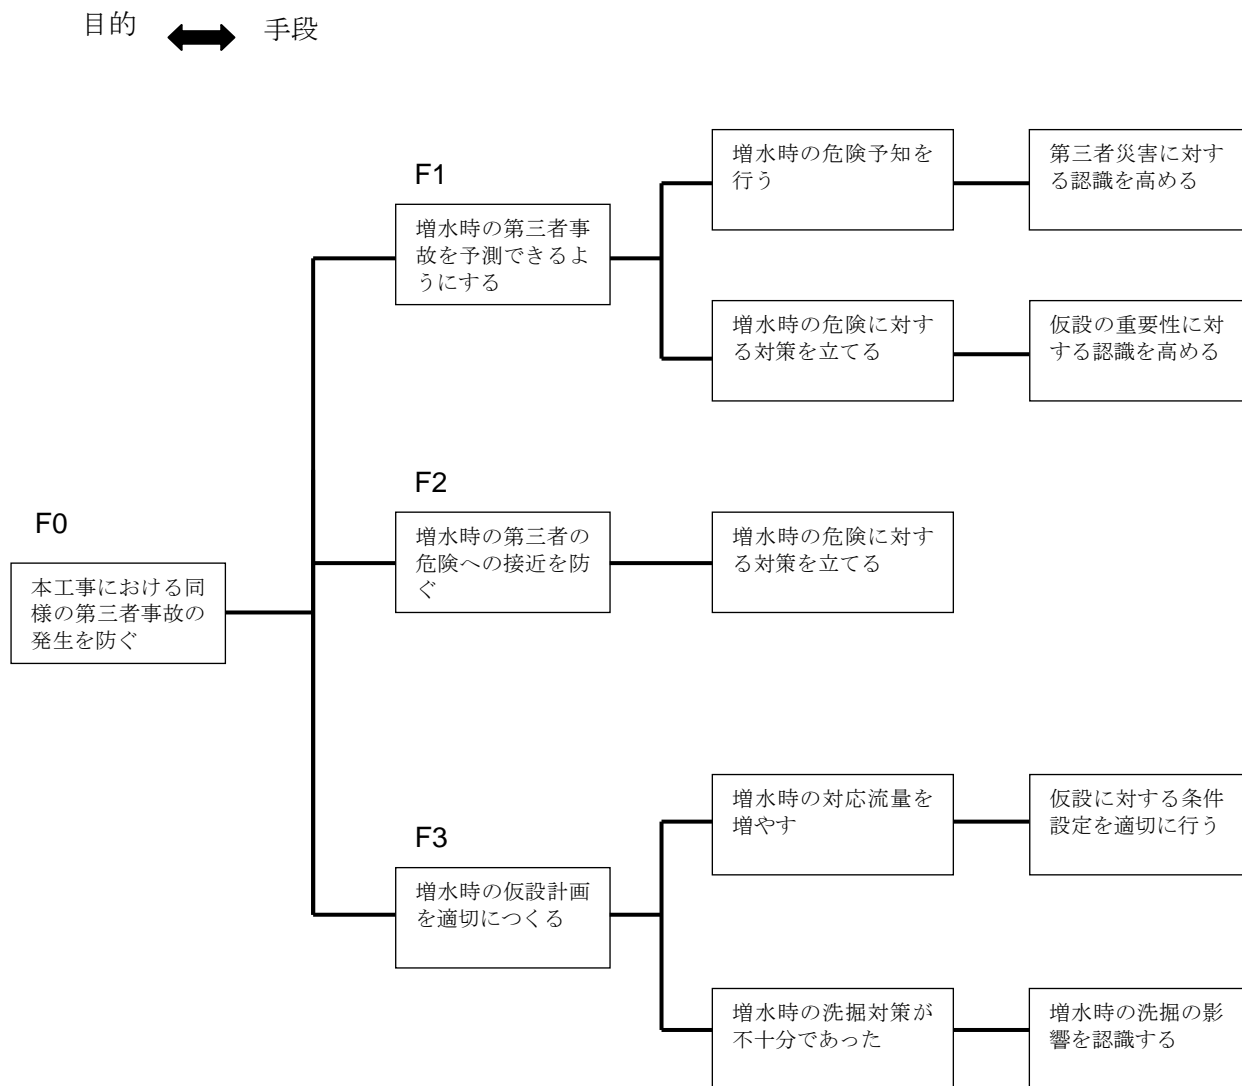 目的
手段
F0
本工事における同
様の第三者事故の
発生を防ぐ
F1
増水時の第三者事
故を予測できるよ
うにする
増水時の危険予知を
行う
第三者災害に対す
る認識を高める
増水時の危険に対す
る対策を立てる
仮設の重要性に対
する認識を高める
F2
増水時の第三者の
危険への接近を防
ぐ
増水時の危険に対す
る対策を立てる
F3
増水時の仮設計画
を適切につくる
増水時の対応流量を
増やす
仮設に対する条件
設定を適切に行う
増水時の洗掘対策が
不十分であった
増水時の洗掘の影
響を認識する